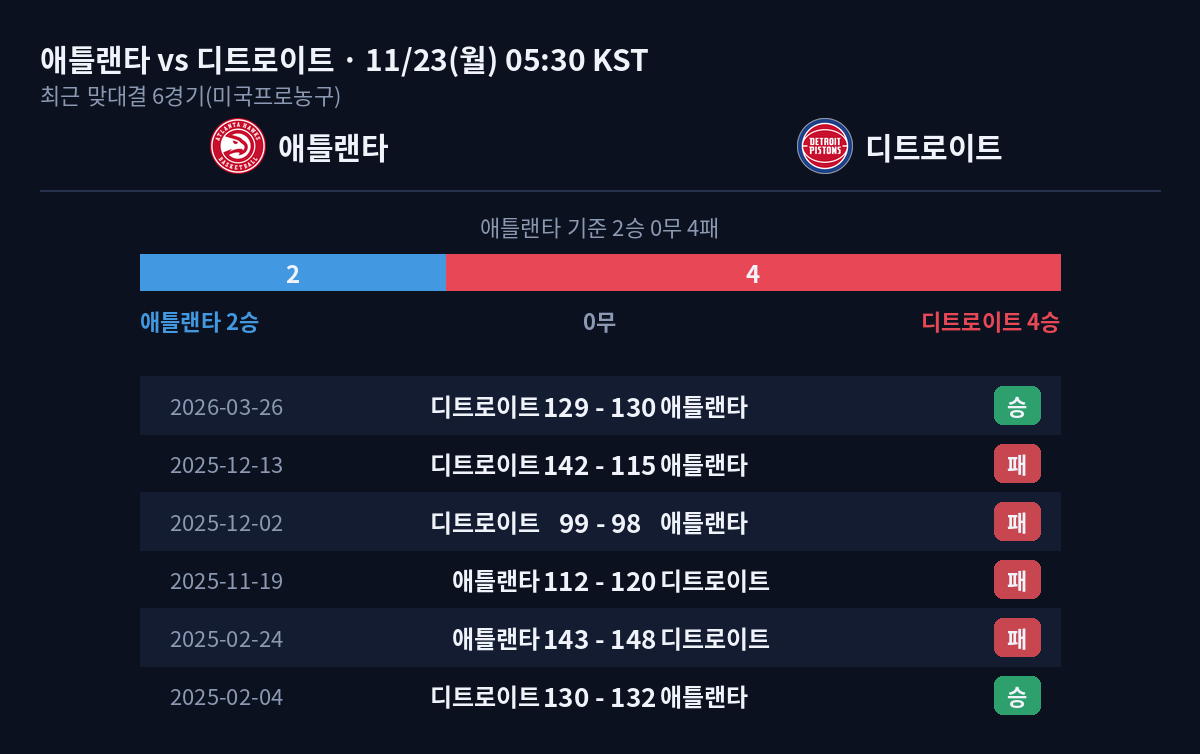 애틀랜타 vs 디트로이트 · 11/23(월) 05:30 KST
최근 맞대결 6경기(미국프로농구)
ATLANTA HAWKS BASKETBALL 애틀랜타
DETROIT PISTONS 디트로이트
애틀랜타 기준 2승 0무 4패
2 4
애틀랜타 2승 0무 디트로이트 4승
2026-03-26 디트로이트 129 - 130 애틀랜타 승
2025-12-13 디트로이트 142 - 115 애틀랜타 패
2025-12-02 디트로이트 99 - 98 애틀랜타 패
2025-11-19 애틀랜타 112 - 120 디트로이트 패
2025-02-24 애틀랜타 143 - 148 디트로이트 패
2025-02-04 디트로이트 130 - 132 애틀랜타 승